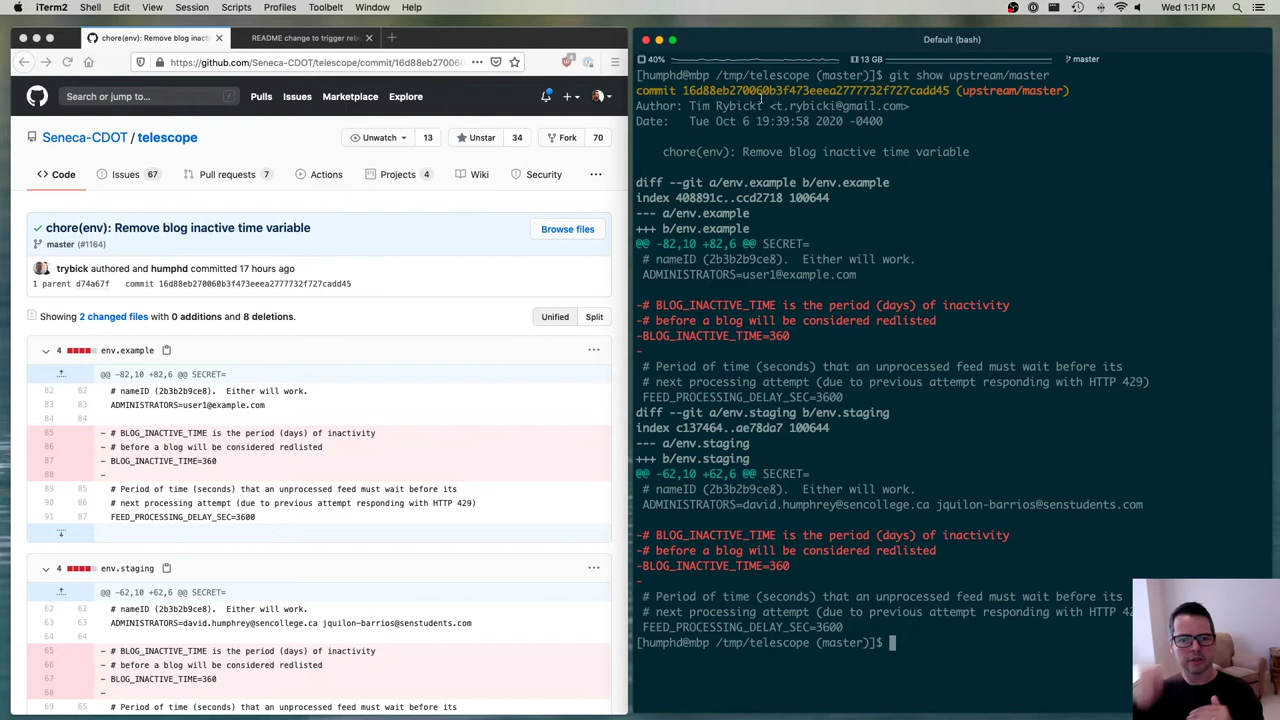 iTerm2 Shell Edit View Session Scripts Profiles Toolbelt Window Help
Wed 1:11 PM
chore(env): Remove blog inacti
README change to trigger reb
https://github.com/Seneca-CDOT/telescope/commit/16d88eb270060
Search or jump to...
/
Pull requests Issues Marketplace Explore
Seneca-CDOT / telescope
Unwatch 13
Unstar 34
Fork 70
Code
Issues 67
Pull requests 7
Actions
Projects 4
Wiki
Security
chore(env): Remove blog inactive time variable
Browse files
master (#1164)
trybick authored and humphd committed 17 hours ago
1 parent d74a67f commit 16d88eb270060b3f473eeea2777732f727cadd45
Showing 2 changed files with 0 additions and 8 deletions.
Unified Split
4 env.example
@@ -82,10 +82,6 @@ SECRET=
82 82 # nameID (2b3b2b9ce8).  Either will work.
83 83 ADMINISTRATORS=user1@example.com
84 84
85 - # BLOG_INACTIVE_TIME is the period (days) of inactivity
86 - # before a blog will be considered redlisted
87 - BLOG_INACTIVE_TIME=360
88 -
89 85 # Period of time (seconds) that an unprocessed feed must wait before its
90 86 # next processing attempt (due to previous attempt responding with HTTP 429)
91 87 FEED_PROCESSING_DELAY_SEC=3600
4 env.staging
@@ -62,10 +62,6 @@ SECRET=
62 62 # nameID (2b3b2b9ce8).  Either will work.
63 63 ADMINISTRATORS=david.humphrey@sencollege.ca jquilon-barrios@senstudents.com
64 64
65 - # BLOG_INACTIVE_TIME is the period (days) of inactivity
66 - # before a blog will be considered redlisted
67 - BLOG_INACTIVE_TIME=360
68 -
69 65 # Period of time (seconds) that an unprocessed feed must wait before its
Default (bash)
40% 13 GB master
[humphd@mbp /tmp/telescope (master)]$ git show upstream/master
commit 16d88eb270060b3f473eeea2777732f727cadd45 (upstream/master)
Author: Tim Rybicki <t.rybicki@gmail.com>
Date:   Tue Oct 6 19:39:58 2020 -0400
chore(env): Remove blog inactive time variable
diff --git a/env.example b/env.example
index 408891c..ccd2718 100644
--- a/env.example
+++ b/env.example
@@ -82,10 +82,6 @@ SECRET=
# nameID (2b3b2b9ce8).  Either will work.
ADMINISTRATORS=user1@example.com
-# BLOG_INACTIVE_TIME is the period (days) of inactivity
-# before a blog will be considered redlisted
-BLOG_INACTIVE_TIME=360
-
# Period of time (seconds) that an unprocessed feed must wait before its
# next processing attempt (due to previous attempt responding with HTTP 429)
FEED_PROCESSING_DELAY_SEC=3600
diff --git a/env.staging b/env.staging
index c137464..ae78da7 100644
--- a/env.staging
+++ b/env.staging
@@ -62,10 +62,6 @@ SECRET=
# nameID (2b3b2b9ce8).  Either will work.
ADMINISTRATORS=david.humphrey@sencollege.ca jquilon-barrios@senstudents.com
-# BLOG_INACTIVE_TIME is the period (days) of inactivity
-# before a blog will be considered redlisted
-BLOG_INACTIVE_TIME=360
-
# Period of time (seconds) that an unprocessed feed must wait before its
# next processing attempt (due to previous attempt responding with HTTP 42
FEED_PROCESSING_DELAY_SEC=3600
[humphd@mbp /tmp/telescope (master)]$